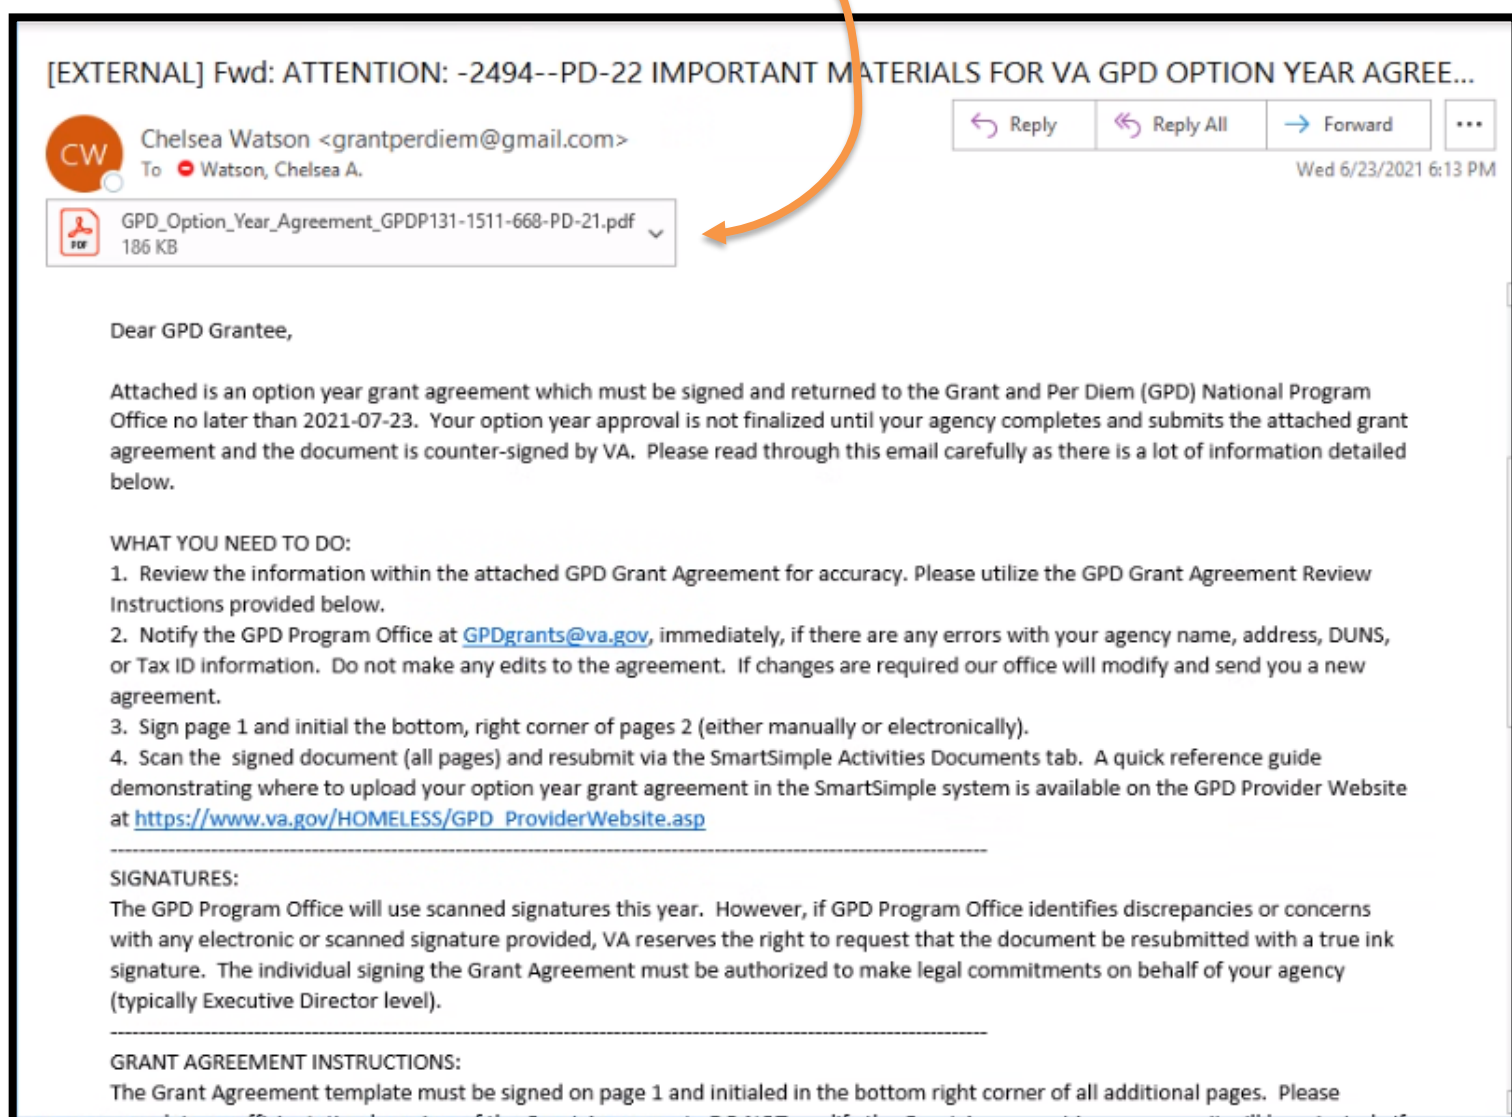 [EXTERNAL] Fwd: ATTENTION: -2494--PD-22 IMPORTANT MATERIALS FOR VA GPD OPTION YEAR AGREE...
CW
Chelsea Watson <grantperdiem@gmail.com>
To Watson, Chelsea A.
Reply
Reply All
Forward
...
Wed 6/23/2021 6:13 PM
PDF
GPD_Option_Year_Agreement_GPDP131-1511-668-PD-21.pdf
186 KB
Dear GPD Grantee,
Attached is an option year grant agreement which must be signed and returned to the Grant and Per Diem (GPD) National Program
Office no later than 2021-07-23.  Your option year approval is not finalized until your agency completes and submits the attached grant
agreement and the document is counter-signed by VA.  Please read through this email carefully as there is a lot of information detailed
below.
WHAT YOU NEED TO DO:
1.  Review the information within the attached GPD Grant Agreement for accuracy. Please utilize the GPD Grant Agreement Review
Instructions provided below.
2.  Notify the GPD Program Office at GPDgrants@va.gov, immediately, if there are any errors with your agency name, address, DUNS,
or Tax ID information.  Do not make any edits to the agreement.  If changes are required our office will modify and send you a new
agreement.
3.  Sign page 1 and initial the bottom, right corner of pages 2 (either manually or electronically).
4.  Scan the  signed document (all pages) and resubmit via the SmartSimple Activities Documents tab.  A quick reference guide
demonstrating where to upload your option year grant agreement in the SmartSimple system is available on the GPD Provider Website
at https://www.va.gov/HOMELESS/GPD_ProviderWebsite.asp
SIGNATURES:
The GPD Program Office will use scanned signatures this year.  However, if GPD Program Office identifies discrepancies or concerns
with any electronic or scanned signature provided, VA reserves the right to request that the document be resubmitted with a true ink
signature.  The individual signing the Grant Agreement must be authorized to make legal commitments on behalf of your agency
(typically Executive Director level).
GRANT AGREEMENT INSTRUCTIONS:
The Grant Agreement template must be signed on page 1 and initialed in the bottom right corner of all additional pages.  Please